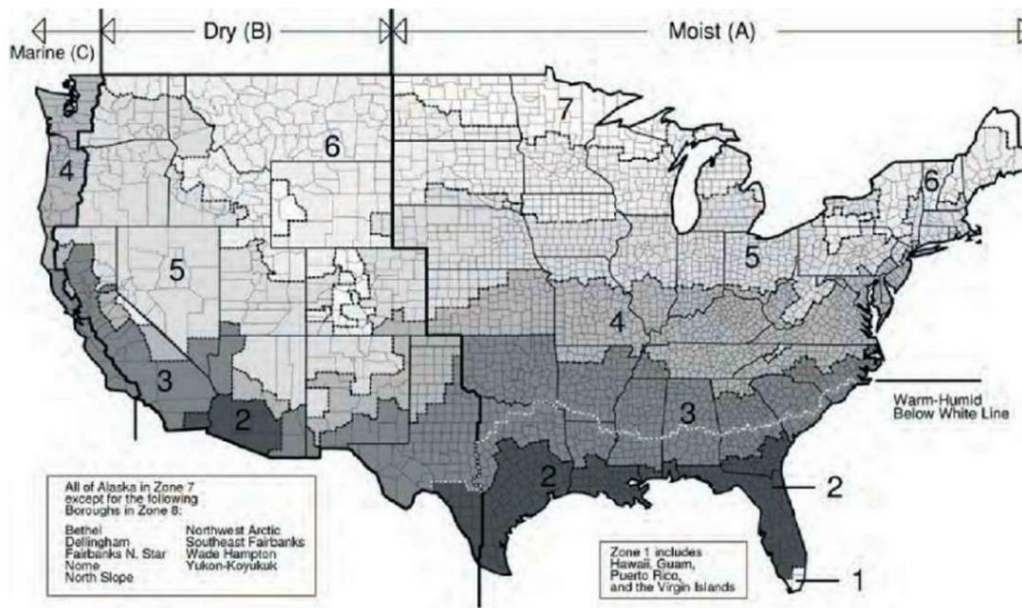 Marine (C)
Dry (B)
Moist (A)
7
6
6
4
5
5
4
3
3
2
2
2
1
Warm-Humid
Below White Line
All of Alaska in Zone 7
except for the following
Boroughs in Zone 8:
Bethel
Dellingham
Fairbanks N. Star
Nome
North Slope
Northwest Arctic
Southeast Fairbanks
Wade Hampton
Yukon-Koyukuk
Zone 1 includes
Hawaii, Guam,
Puerto Rico,
and the Virgin Islands